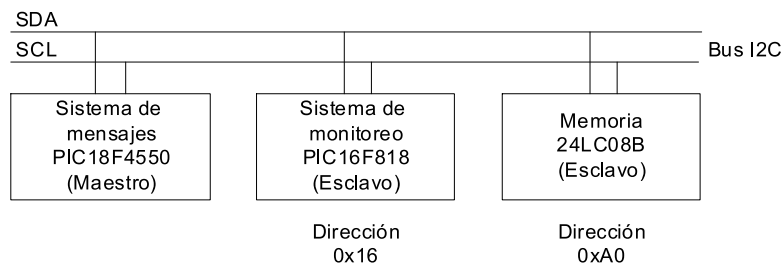 SDA
SCL
Bus I2C
Sistema de
mensajes
PIC18F4550
(Maestro)
Sistema de
monitoreo
PIC16F818
(Esclavo)
Memoria
24LC08B
(Esclavo)
Dirección
0x16
Dirección
0xA0